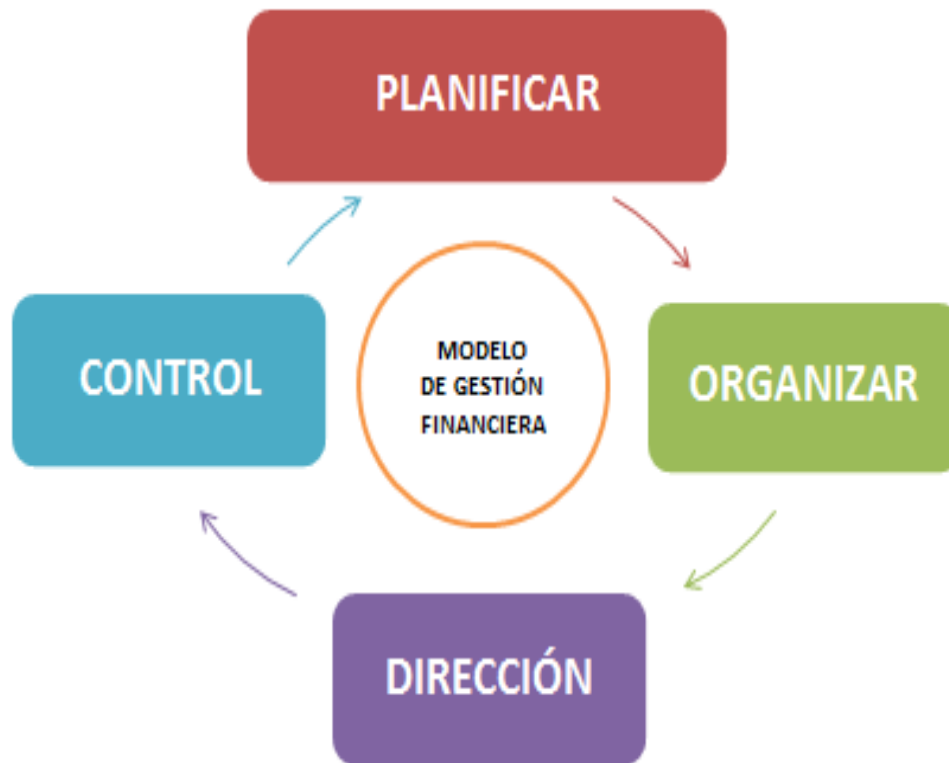 PLANIFICAR
CONTROL
MODELO
DE GESTIÓN
FINANCIERA
ORGANIZAR
DIRECCIÓN